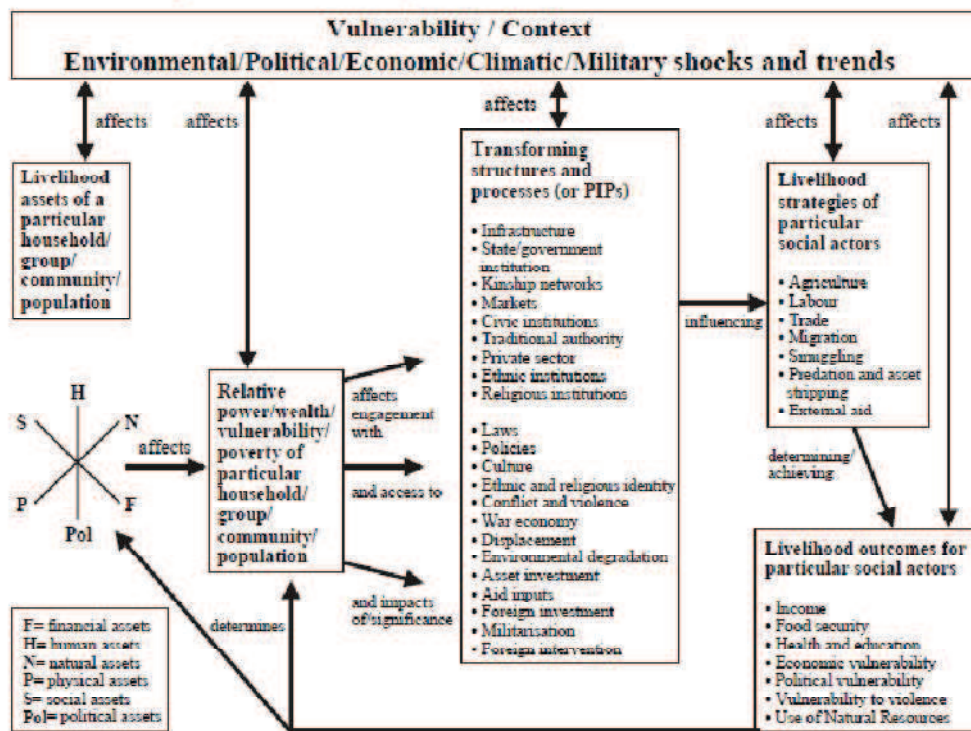 Vulnerability / Context
Environmental/Political/Economic/Climatic/Military shocks and trends
affects
affects
affects
affects
affects
Livelihood
assets of a
particular
household/
group/
community/
population
H
S
N
P
F
Pol
affects
Relative
power/wealth/
vulnerability/
poverty of
particular
household/
group/
community/
population
affects
engagement
with
and access to
and impacts
of/significance
determines
Transforming
structures and
processes (or PIPs)
• Infrastructure
• State/government
institution
• Kinship networks
• Markets
• Civic institutions
• Traditional authority
• Private sector
• Ethnic institutions
• Religious institutions
• Laws
• Policies
• Culture
• Ethnic and religious identity
• Conflict and violence
• War economy
• Displacement
• Environmental degradation
• Asset investment
• Aid inputs
• Foreign investment
• Militarisation
• Foreign intervention
influencing
Livelihood
strategies of
particular
social actors
• Agriculture
• Labour
• Trade
• Migration
• Smuggling
• Predation and asset
stripping
• External aid
determining/
achieving
Livelihood outcomes for
particular social actors
• Income
• Food security
• Health and education
• Economic vulnerability
• Political vulnerability
• Vulnerability to violence
• Use of Natural Resources
F= financial assets
H= human assets
N= natural assets
P= physical assets
S= social assets
Pol= political assets